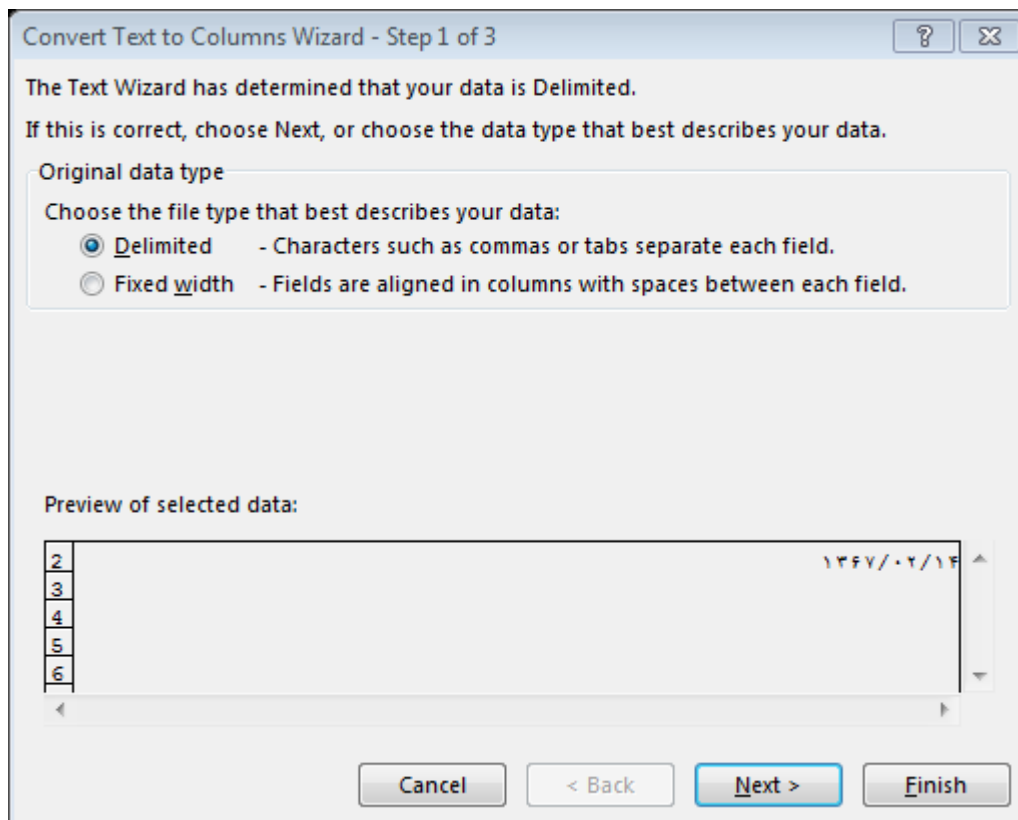 Convert Text to Columns Wizard - Step 1 of 3
The Text Wizard has determined that your data is Delimited.
If this is correct, choose Next, or choose the data type that best describes your data.
Original data type
Choose the file type that best describes your data:
Delimited - Characters such as commas or tabs separate each field.
Fixed width - Fields are aligned in columns with spaces between each field.
Preview of selected data:
2 ۱۳۶۷/۰۲/۱۴
3
4
5
6
Cancel < Back Next > Finish